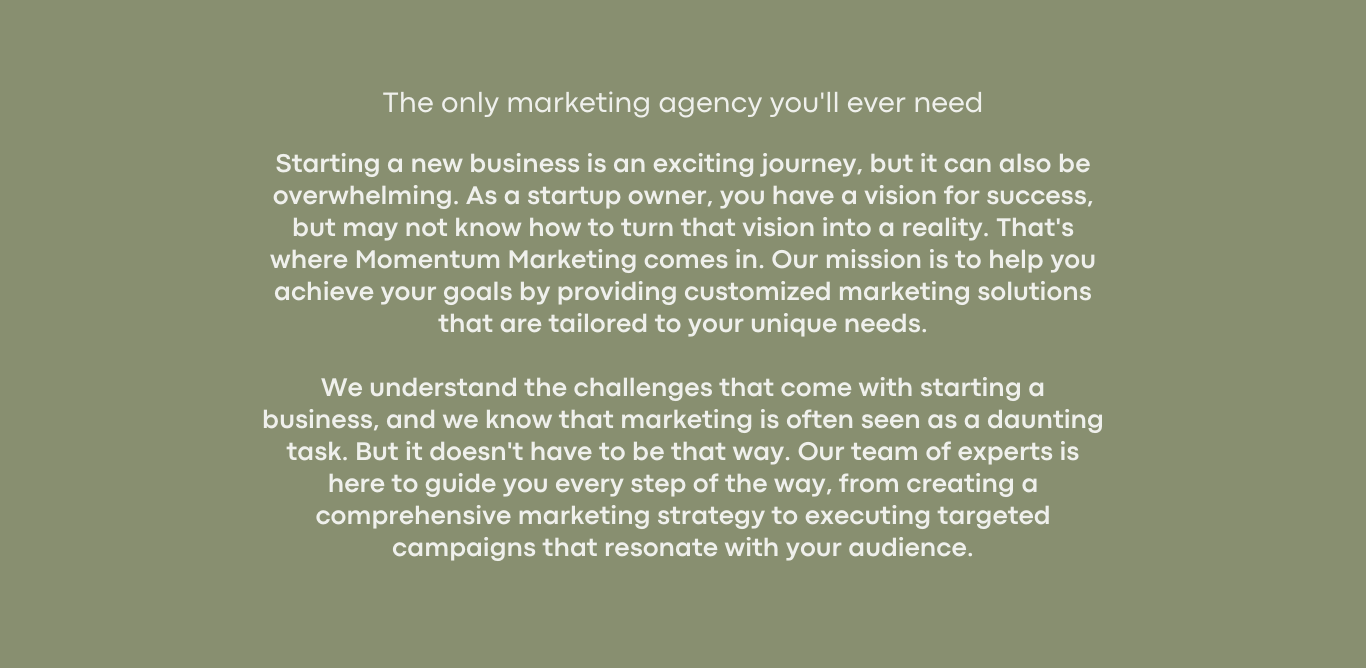 The only marketing agency you'll ever need
Starting a new business is an exciting journey, but it can also be
overwhelming. As a startup owner, you have a vision for success,
but may not know how to turn that vision into a reality. That's
where Momentum Marketing comes in. Our mission is to help you
achieve your goals by providing customized marketing solutions
that are tailored to your unique needs.
We understand the challenges that come with starting a
business, and we know that marketing is often seen as a daunting
task. But it doesn't have to be that way. Our team of experts is
here to guide you every step of the way, from creating a
comprehensive marketing strategy to executing targeted
campaigns that resonate with your audience.